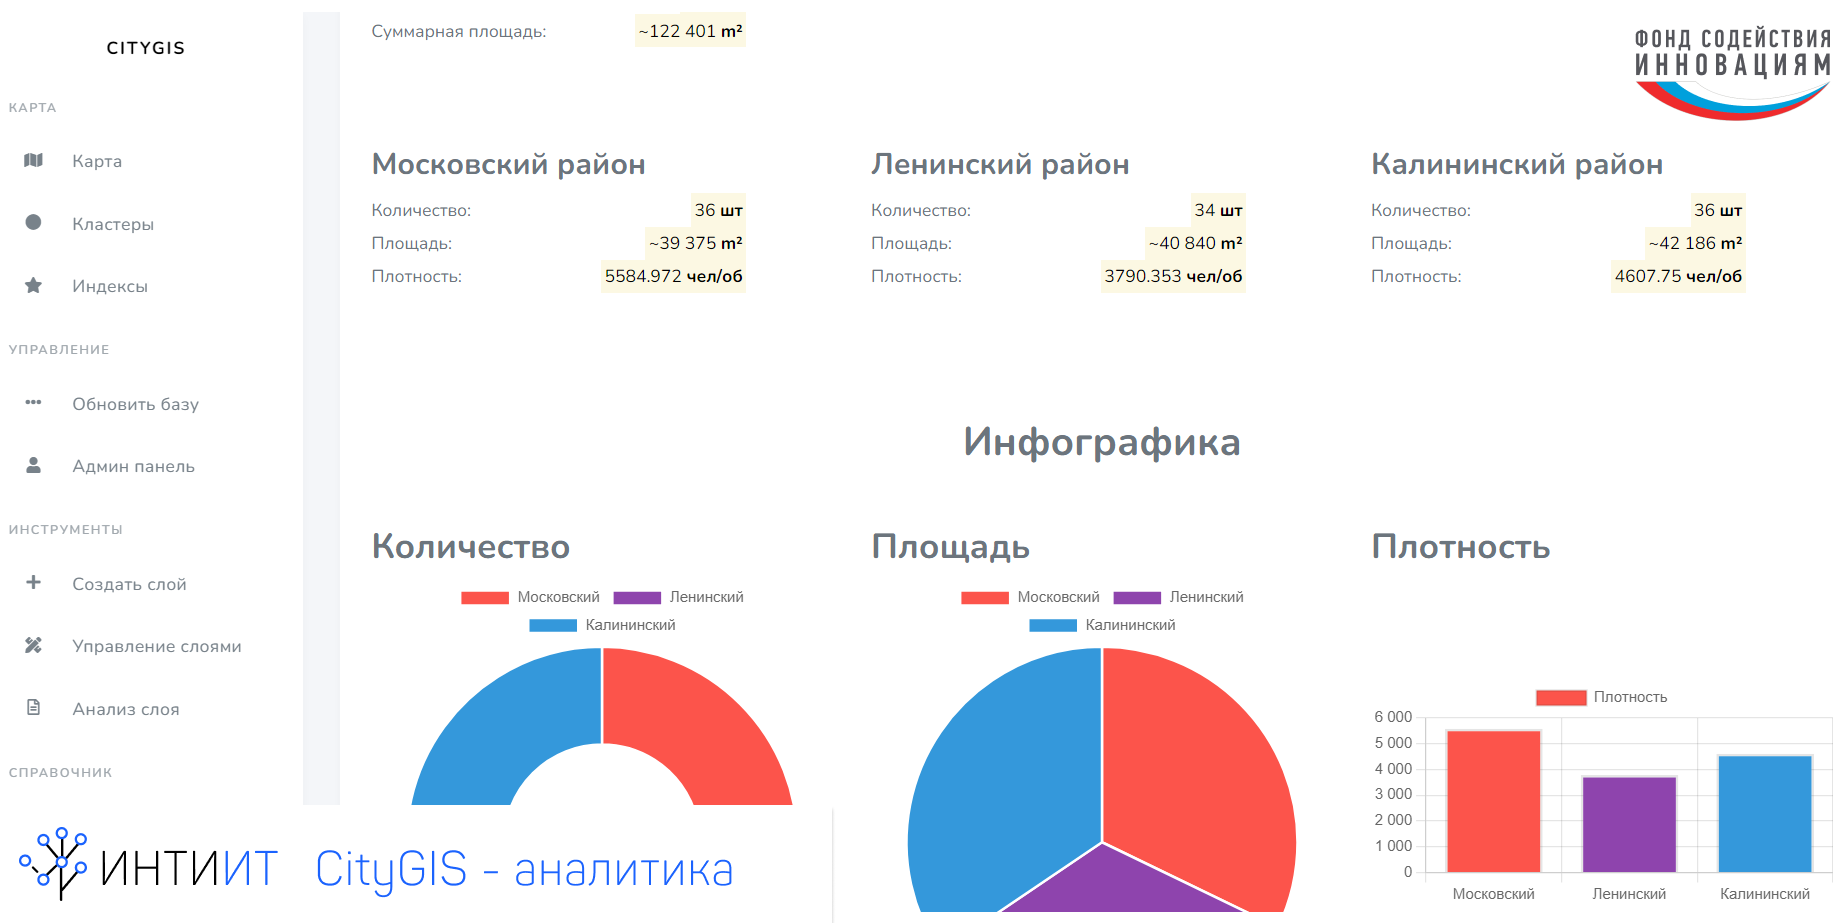 CITYGIS
КАРТА
Карта
Кластеры
Индексы
УПРАВЛЕНИЕ
Обновить базу
Админ панель
ИНСТРУМЕНТЫ
Создать слой
Управление слоями
Анализ слоя
СПРАВОЧНИК
Суммарная площадь: ~122 401 m²
ФОНД СОДЕЙСТВИЯ
ИННОВАЦИЯМ
Московский район
Количество: 36 шт
Площадь: ~39 375 m²
Плотность: 5584.972 чел/об
Ленинский район
Количество: 34 шт
Площадь: ~40 840 m²
Плотность: 3790.353 чел/об
Калининский район
Количество: 36 шт
Площадь: ~42 186 m²
Плотность: 4607.75 чел/об
Инфографика
Количество
Московский Ленинский
Калининский
Площадь
Московский Ленинский
Калининский
Плотность
Плотность
6 000
5 000
4 000
3 000
2 000
1 000
0
Московский Ленинский Калининский
ИНТИИТ CityGIS - аналитика